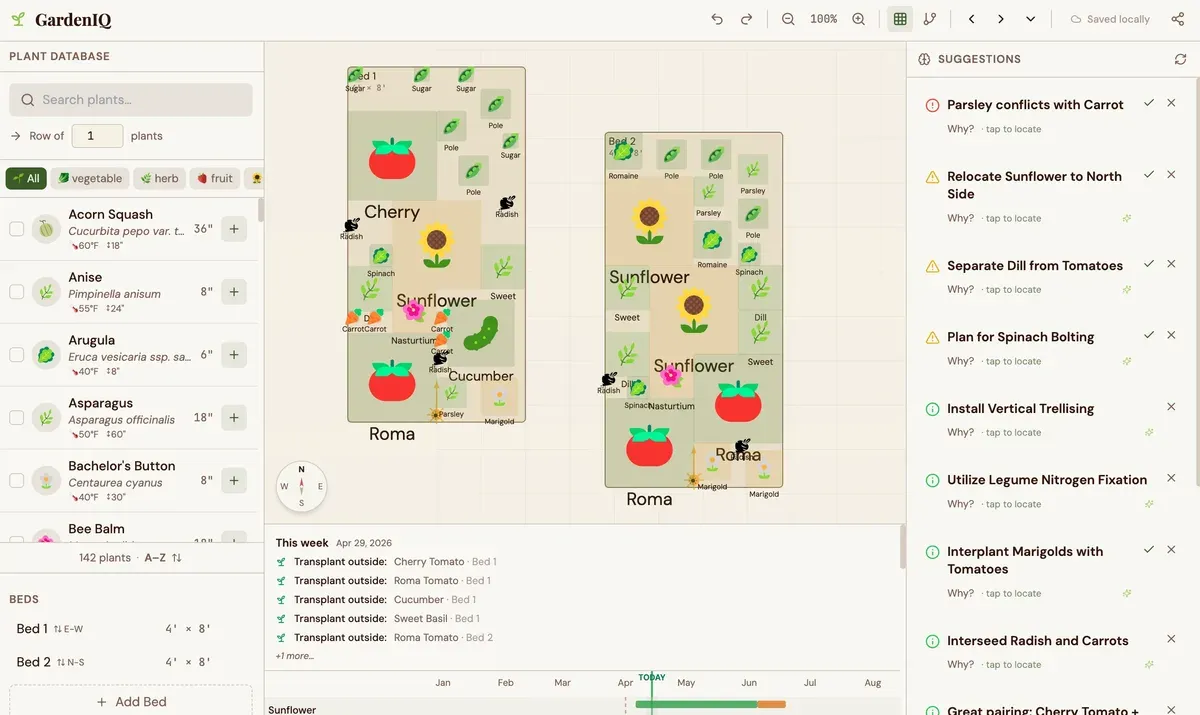 GardenIQ
100%
Saved locally
PLANT DATABASE
Search plants…
Row of 1 plants
All
vegetable
herb
fruit
Acorn Squash
Cucurbita pepo var. t…
60°F 18"
36"
Anise
Pimpinella anisum
55°F 24"
8"
Arugula
Eruca vesicaria ssp. sa…
40°F 8"
6"
Asparagus
Asparagus officinalis
50°F 60"
18"
Bachelor's Button
Centaurea cyanus
40°F 30"
8"
Bee Balm
142 plants · A–Z
BEDS
Bed 1 E-W 4' × 8'
Bed 2 N-S 4' × 8'
+ Add Bed
Sugar
Sugar
Sugar
Pole
Pole
Sugar
Pole
Cherry
Radish
Radish
Spinach
Sunflower
Sweet
Carrot
Carrot
Carrot
Nasturtium
Carrot
Radish
Cucumber
Parsley
Marigold
Roma
Bed 2
Romaine
Pole
Pole
Parsley
Parsley
Pole
Romaine
Spinach
Sunflower
Sweet
Dill
Sunflower
Sweet
Radish
Dill
Spinach
Nasturtium
Roma
Marigold
Marigold
Roma
N
W E
S
This week Apr 29, 2026
Transplant outside: Cherry Tomato · Bed 1
Transplant outside: Roma Tomato · Bed 1
Transplant outside: Cucumber · Bed 1
Transplant outside: Sweet Basil · Bed 1
Transplant outside: Roma Tomato · Bed 2
+1 more…
TODAY
Jan Feb Mar Apr May Jun Jul Aug
Sunflower
SUGGESTIONS
Parsley conflicts with Carrot
Why? · tap to locate
Relocate Sunflower to North
Side
Why? · tap to locate
Separate Dill from Tomatoes
Why? · tap to locate
Plan for Spinach Bolting
Why? · tap to locate
Install Vertical Trellising
Why? · tap to locate
Utilize Legume Nitrogen Fixation
Why? · tap to locate
Interplant Marigolds with
Tomatoes
Why? · tap to locate
Interseed Radish and Carrots
Why? · tap to locate
Great pairing: Cherry Tomato +